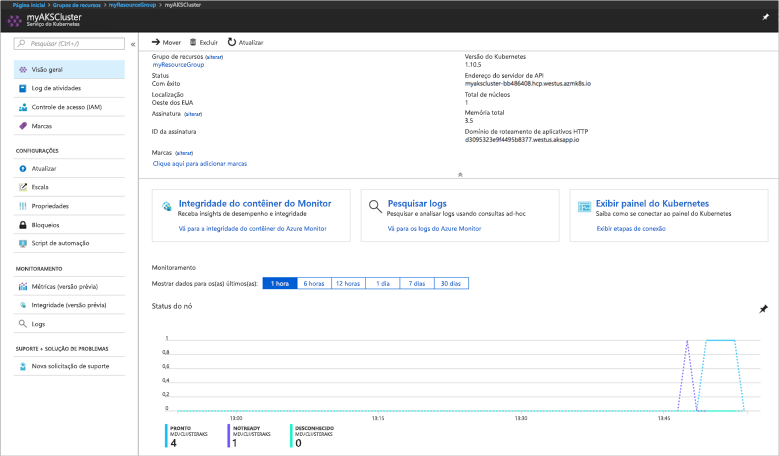 Página inicial > Grupos de recursos > myResourceGroup > myAKSCluster
myAKSCluster
Serviço do Kubernetes
Pesquisar (Ctrl+/)
Visão geral
Log de atividades
Controle de acesso (IAM)
Marcas
CONFIGURAÇÕES
Atualizar
Escala
Propriedades
Bloqueios
Script de automação
MONITORAMENTO
Métricas (versão prévia)
Integridade (versão prévia)
Logs
SUPORTE + SOLUÇÃO DE PROBLEMAS
Nova solicitação de suporte
Mover Excluir Atualizar
Grupo de recursos (alterar)
myResourceGroup
Status
Com êxito
Localização
Oeste dos EUA
Assinatura (alterar)
ID da assinatura
Marcas (alterar)
Clique aqui para adicionar marcas
Versão do Kubernetes
1.10.5
Endereço do servidor de API
myakscluster-bb486408.hcp.westus.azmk8s.io
Total de núcleos
1
Memória total
3.5
Domínio de roteamento de aplicativos HTTP
d3095323e9f4495b8377.westus.aksapp.io
Integridade do contêiner do Monitor
Receba insights de desempenho e integridade
Vá para a integridade do contêiner do Azure Monitor
Pesquisar logs
Pesquisar e analisar logs usando consultas ad-hoc
Vá para os logs do Azure Monitor
Exibir painel do Kubernetes
Saiba como se conectar ao painel do Kubernetes
Exibir etapas de conexão
Monitoramento
Mostrar dados para os(as) últimos(as): 1 hora 6 horas 12 horas 1 dia 7 dias 30 dias
Status do nó
1
0,8
0,6
0,4
0,2
0
13:00 13:15 13:30 13:45
PRONTO
4
NOTREADY
1
DESCONHECIDO
0